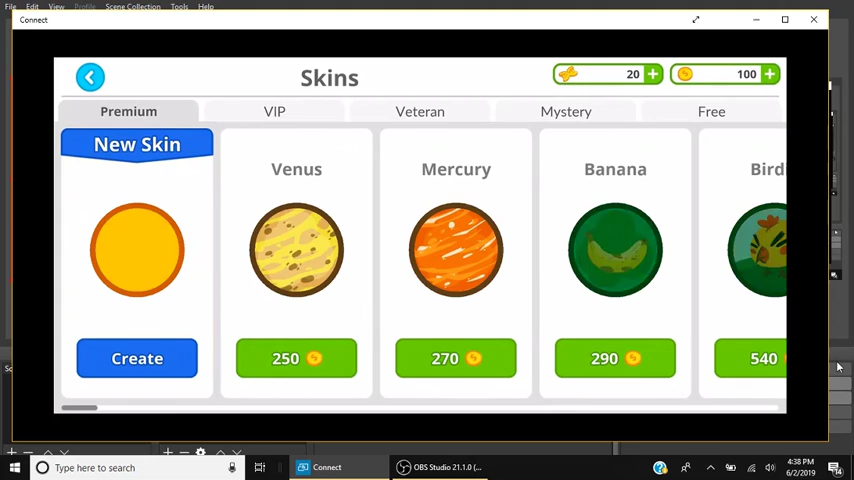 File Edit View Profile Scene Collection Tools Help
Connect
Skins
20
100
Premium
VIP
Veteran
Mystery
Free
New Skin
Venus
Mercury
Banana
Birdi
Create
250
270
290
540
Type here to search
Connect
OBS Studio 21.1.0 (...
4:38 PM
6/2/2019
14